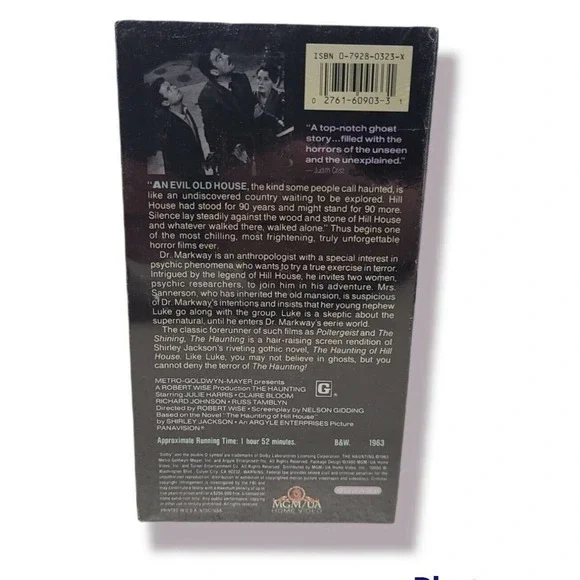 ISBN 0-7928-0323-X
0 2761-60903-3 1
"A top-notch ghost
story...filled with the
horrors of the unseen
and the unexplained."
— Judith Crist
"AN EVIL OLD HOUSE, the kind some people call haunted, is
like an undiscovered country waiting to be explored. Hill
House had stood for 90 years and might stand for 90 more.
Silence lay steadily against the wood and stone of Hill House
and whatever walked there, walked alone." Thus begins one
of the most chilling, most frightening, truly unforgettable
horror films ever.
Dr. Markway is an anthropologist with a special interest in
psychic phenomena who wants to try a true exercise in terror.
Intrigued by the legend of Hill House, he invites two women,
psychic researchers, to join him in his adventure. Mrs.
Sannerson, who has inherited the old mansion, is suspicious
of Dr. Markway's intentions and insists that her young nephew
Luke go along with the group. Luke is a skeptic about the
supernatural, until he enters Dr. Markway's eerie world.
The classic forerunner of such films as Poltergeist and The
Shining, The Haunting is a hair-raising screen rendition of
Shirley Jackson's riveting gothic novel, The Haunting of Hill
House. Like Luke, you may not believe in ghosts, but you
cannot deny the terror of The Haunting!
METRO-GOLDWYN-MAYER presents
A ROBERT WISE Production THE HAUNTING
Starring JULIE HARRIS • CLAIRE BLOOM
RICHARD JOHNSON • RUSS TAMBLYN
Directed by ROBERT WISE • Screenplay by NELSON GIDDING
Based on the Novel "The Haunting of Hill House"
by SHIRLEY JACKSON • An ARGYLE ENTERPRISES Picture
PANAVISION®
G ®
Approximate Running Time: 1 hour 52 minutes. B&W. 1963
MGM/UA
HOME VIDEO